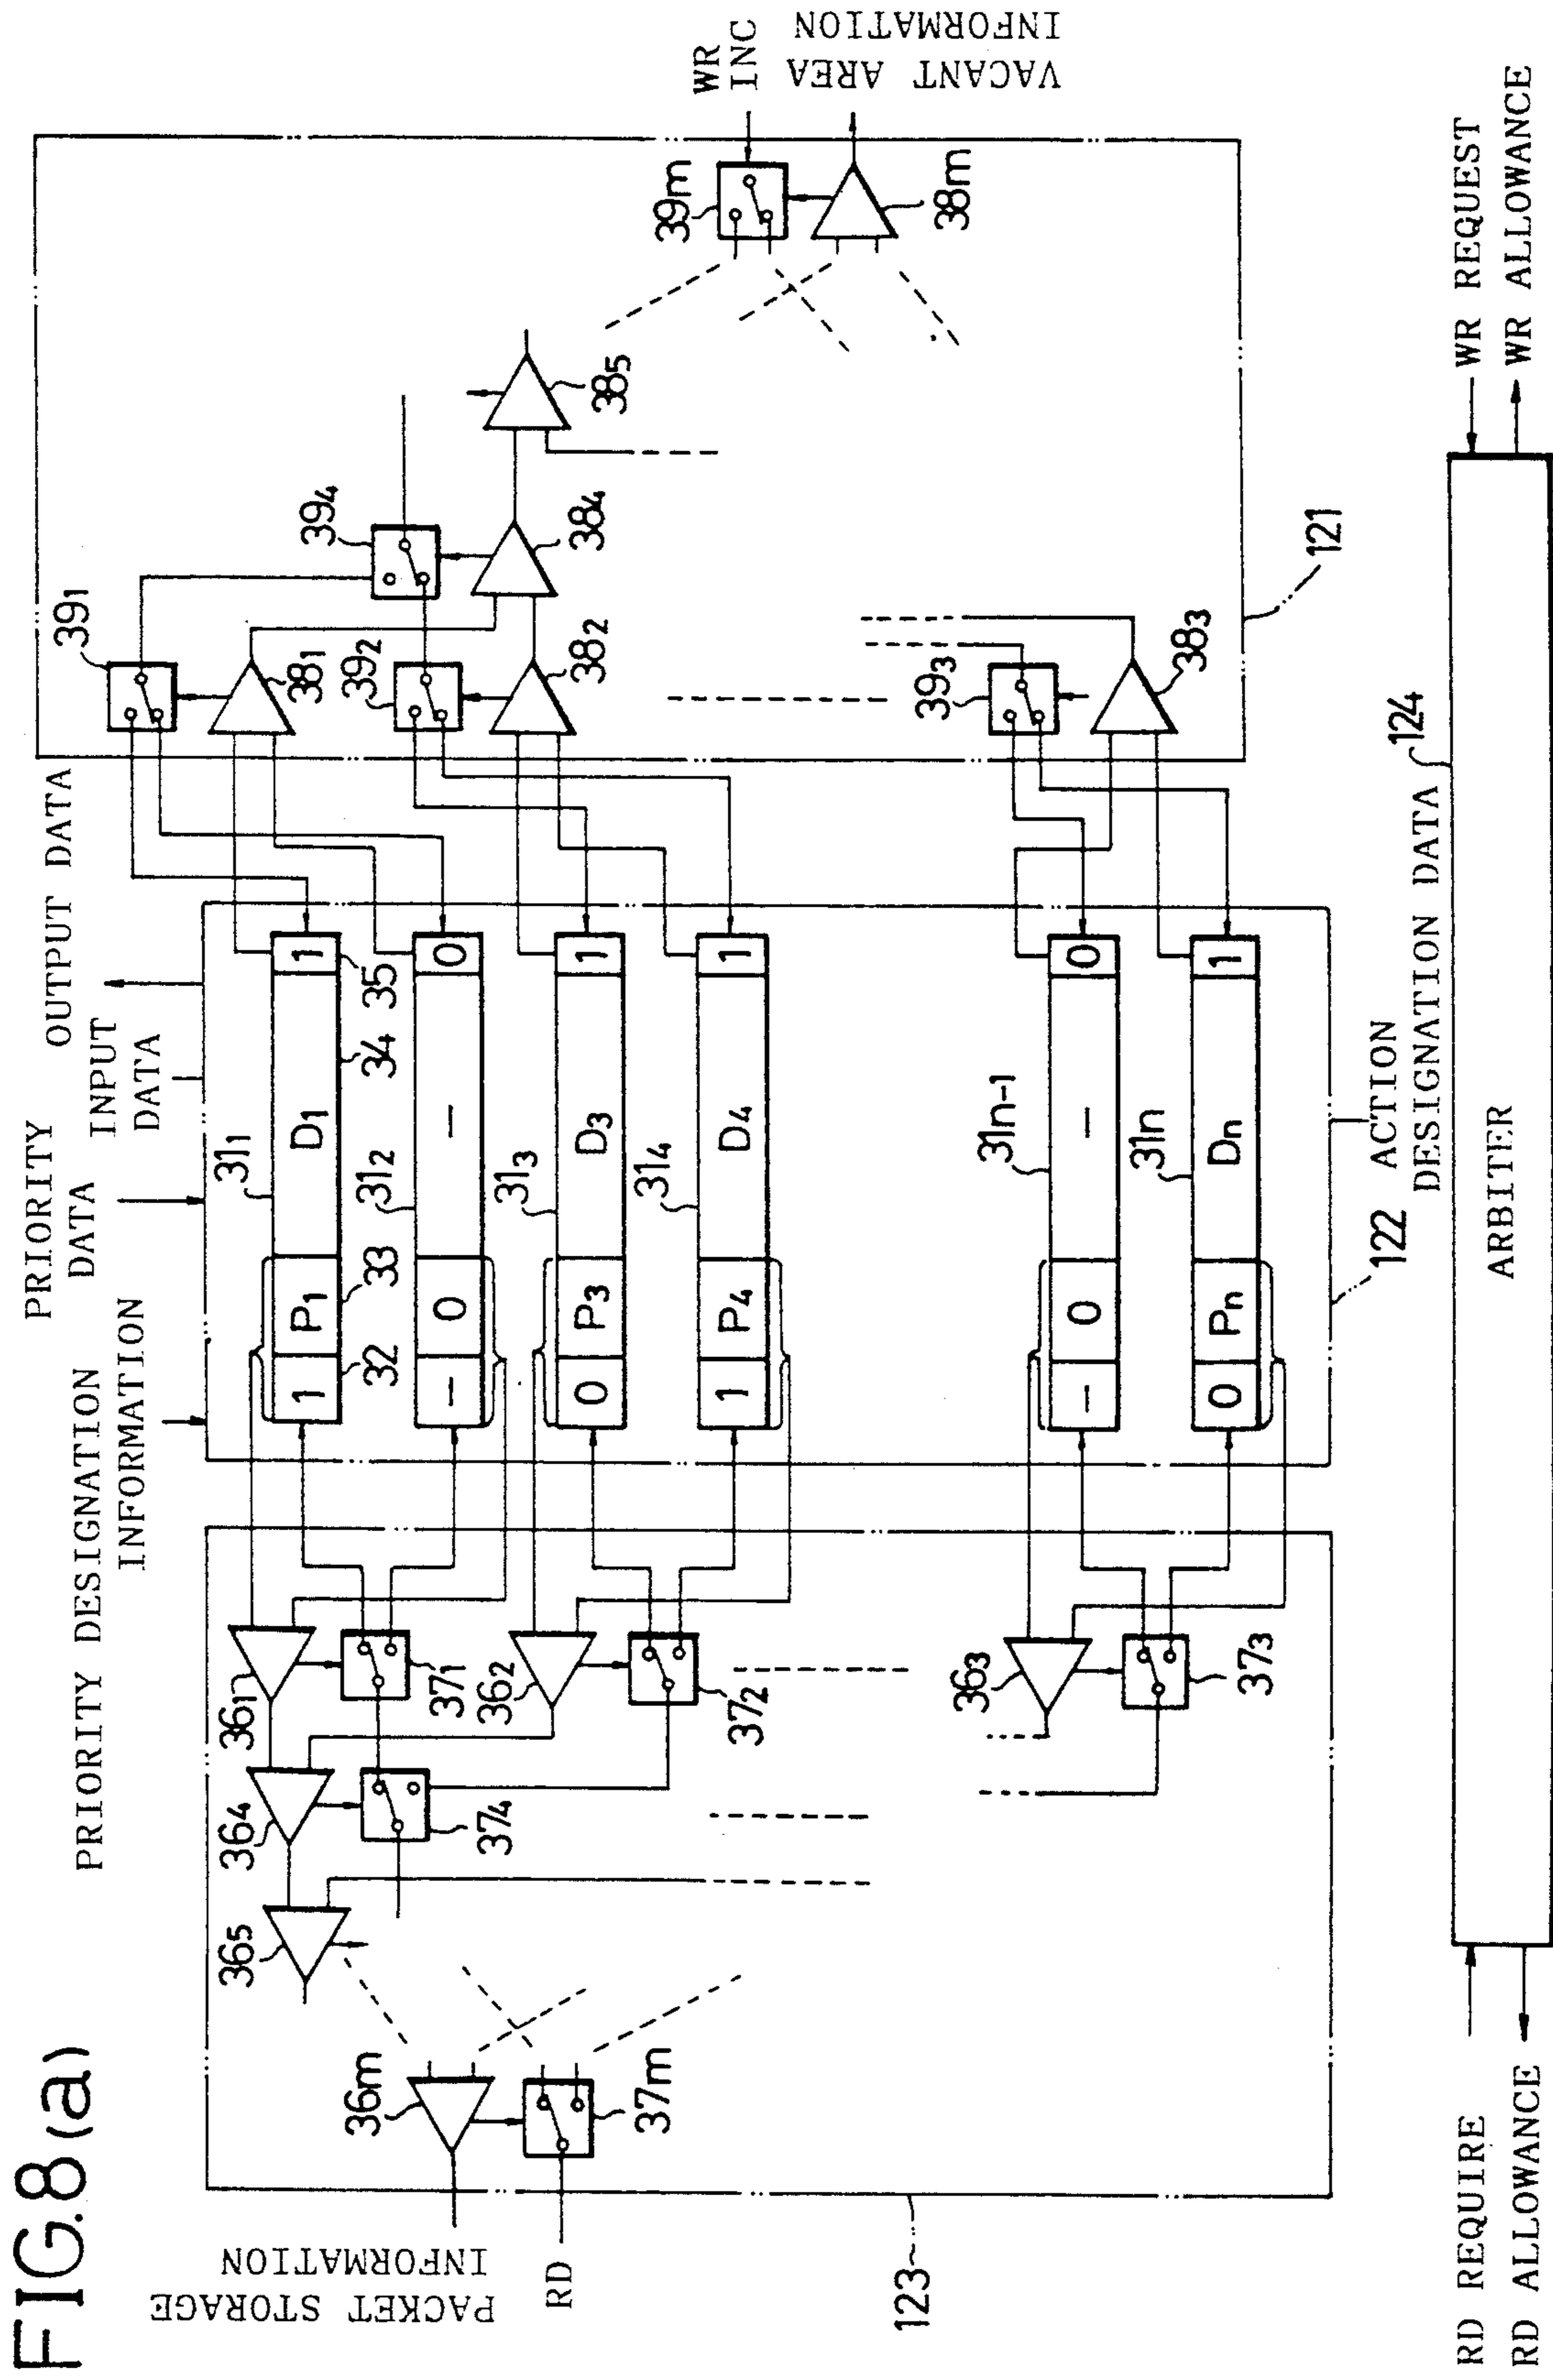 FIG.8(a)
PRIORITY DESIGNATION
INFORMATION
PRIORITY
DATA
INPUT
DATA
OUTPUT DATA
PACKET STORAGE
INFORMATION
RD
36m
37m
365
364
374
361
371
362
372
363
373
123
311
1
P1
D1
1
32
33
34
35
312
–
0
–
0
313
0
P3
D3
1
314
1
P4
D4
1
31n-1
–
0
–
0
31n
0
Pn
Dn
1
122
ACTION
DESIGNATION DATA
391
381
392
382
394
384
385
393
383
39m
38m
121
WR
INC
VACANT AREA
INFORMATION
124
ARBITER
RD REQUIRE
RD ALLOWANCE
WR REQUEST
WR ALLOWANCE